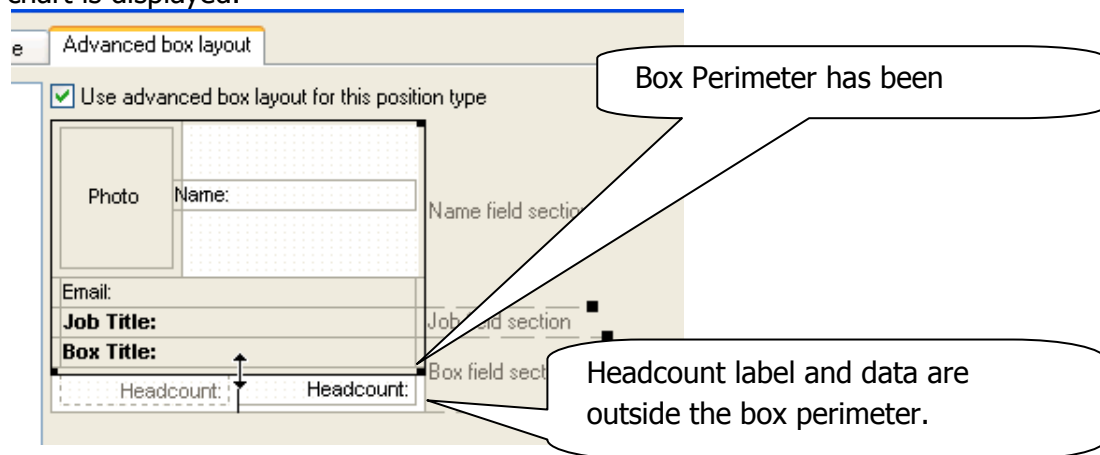 chart is displayed.
e Advanced box layout
Use advanced box layout for this position type
Box Perimeter has been
Photo
Name:
Name field section
Email:
Job Title:
Job field section
Box Title:
Box field sect
Headcount: Headcount:
Headcount label and data are
outside the box perimeter.